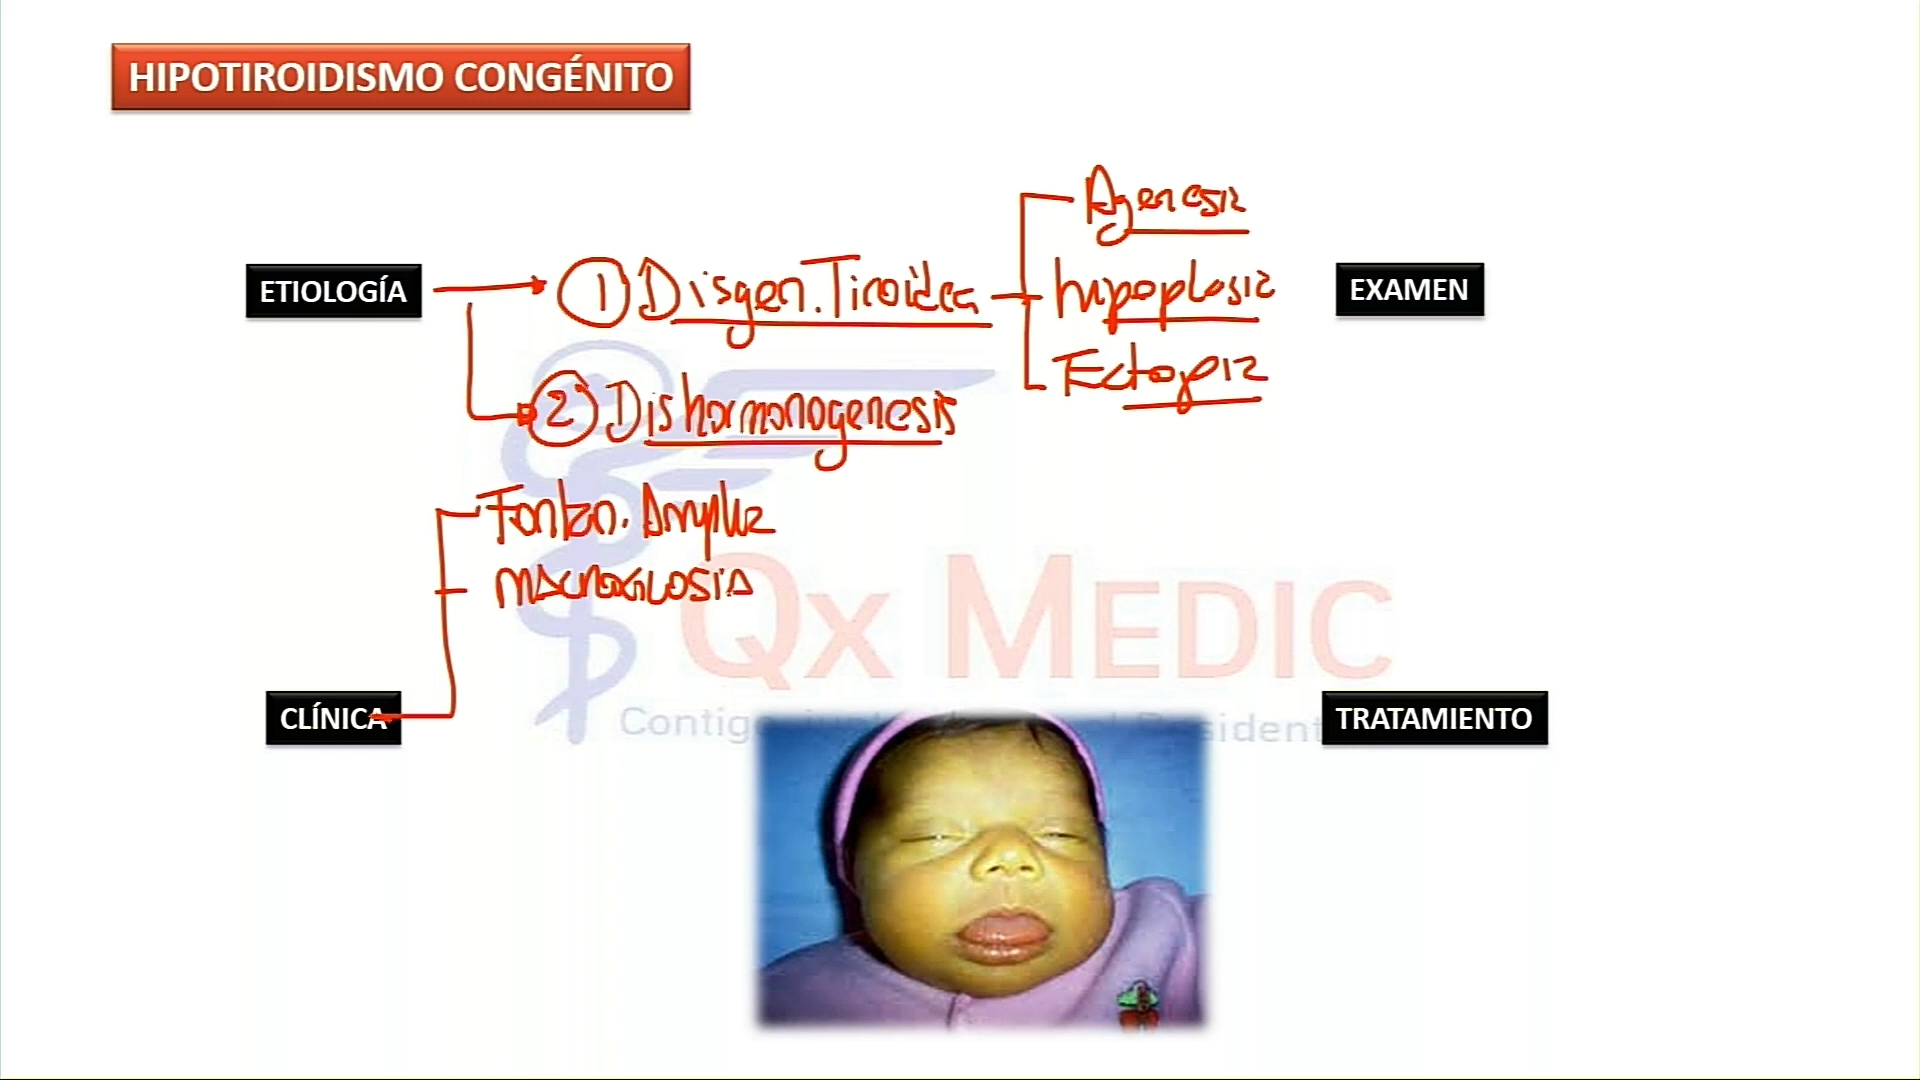 HIPOTIROIDISMO CONGÉNITO
ETIOLOGÍA
① Disgen. Tiroidea
Agenesia
hipoplasia
Ectopia
② Dishormonogenesis
EXAMEN
Fontan. Amplia
MACROGLOSIA
QX MEDIC
CLÍNICA
TRATAMIENTO